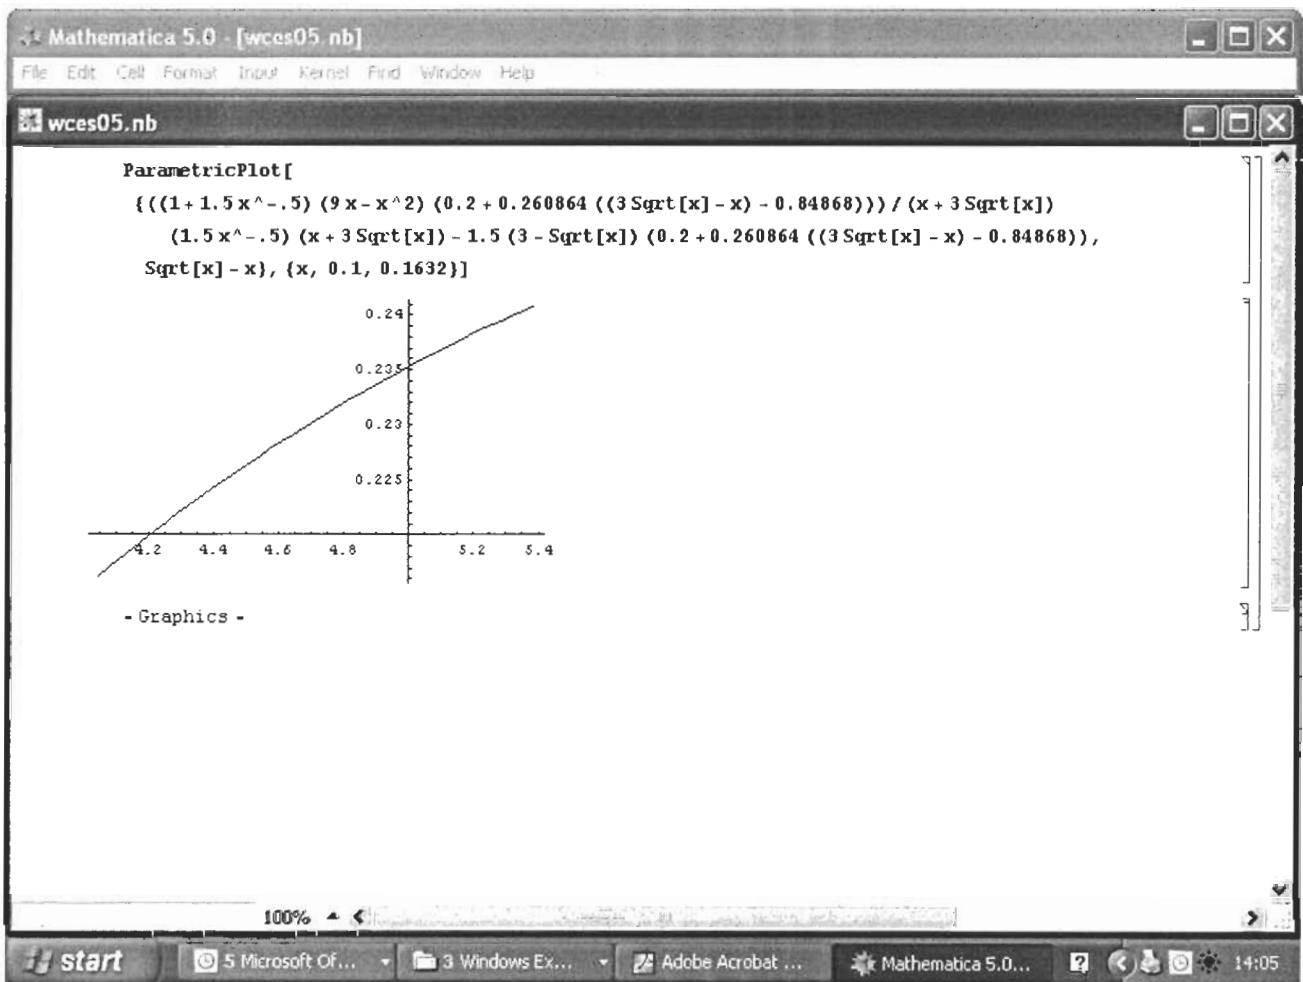 Mathematica 5.0 - [wces05.nb]
File Edit Cell Format Input Kernel Find Window Help
wces05.nb
ParametricPlot[
{((1 + 1.5 x^-.5) (9 x - x^2) (0.2 + 0.260864 ((3 Sqrt[x] - x) - 0.84868))) / (x + 3 Sqrt[x])
(1.5 x^-.5) (x + 3 Sqrt[x]) - 1.5 (3 - Sqrt[x]) (0.2 + 0.260864 ((3 Sqrt[x] - x) - 0.84868)),
Sqrt[x] - x}, {x, 0.1, 0.1632}]
0.24
0.235
0.23
0.225
4.2 4.4 4.6 4.8 5.2 5.4
- Graphics -
100%
start 5 Microsoft Of... 3 Windows Ex... Adobe Acrobat ... Mathematica 5.0... 14:05